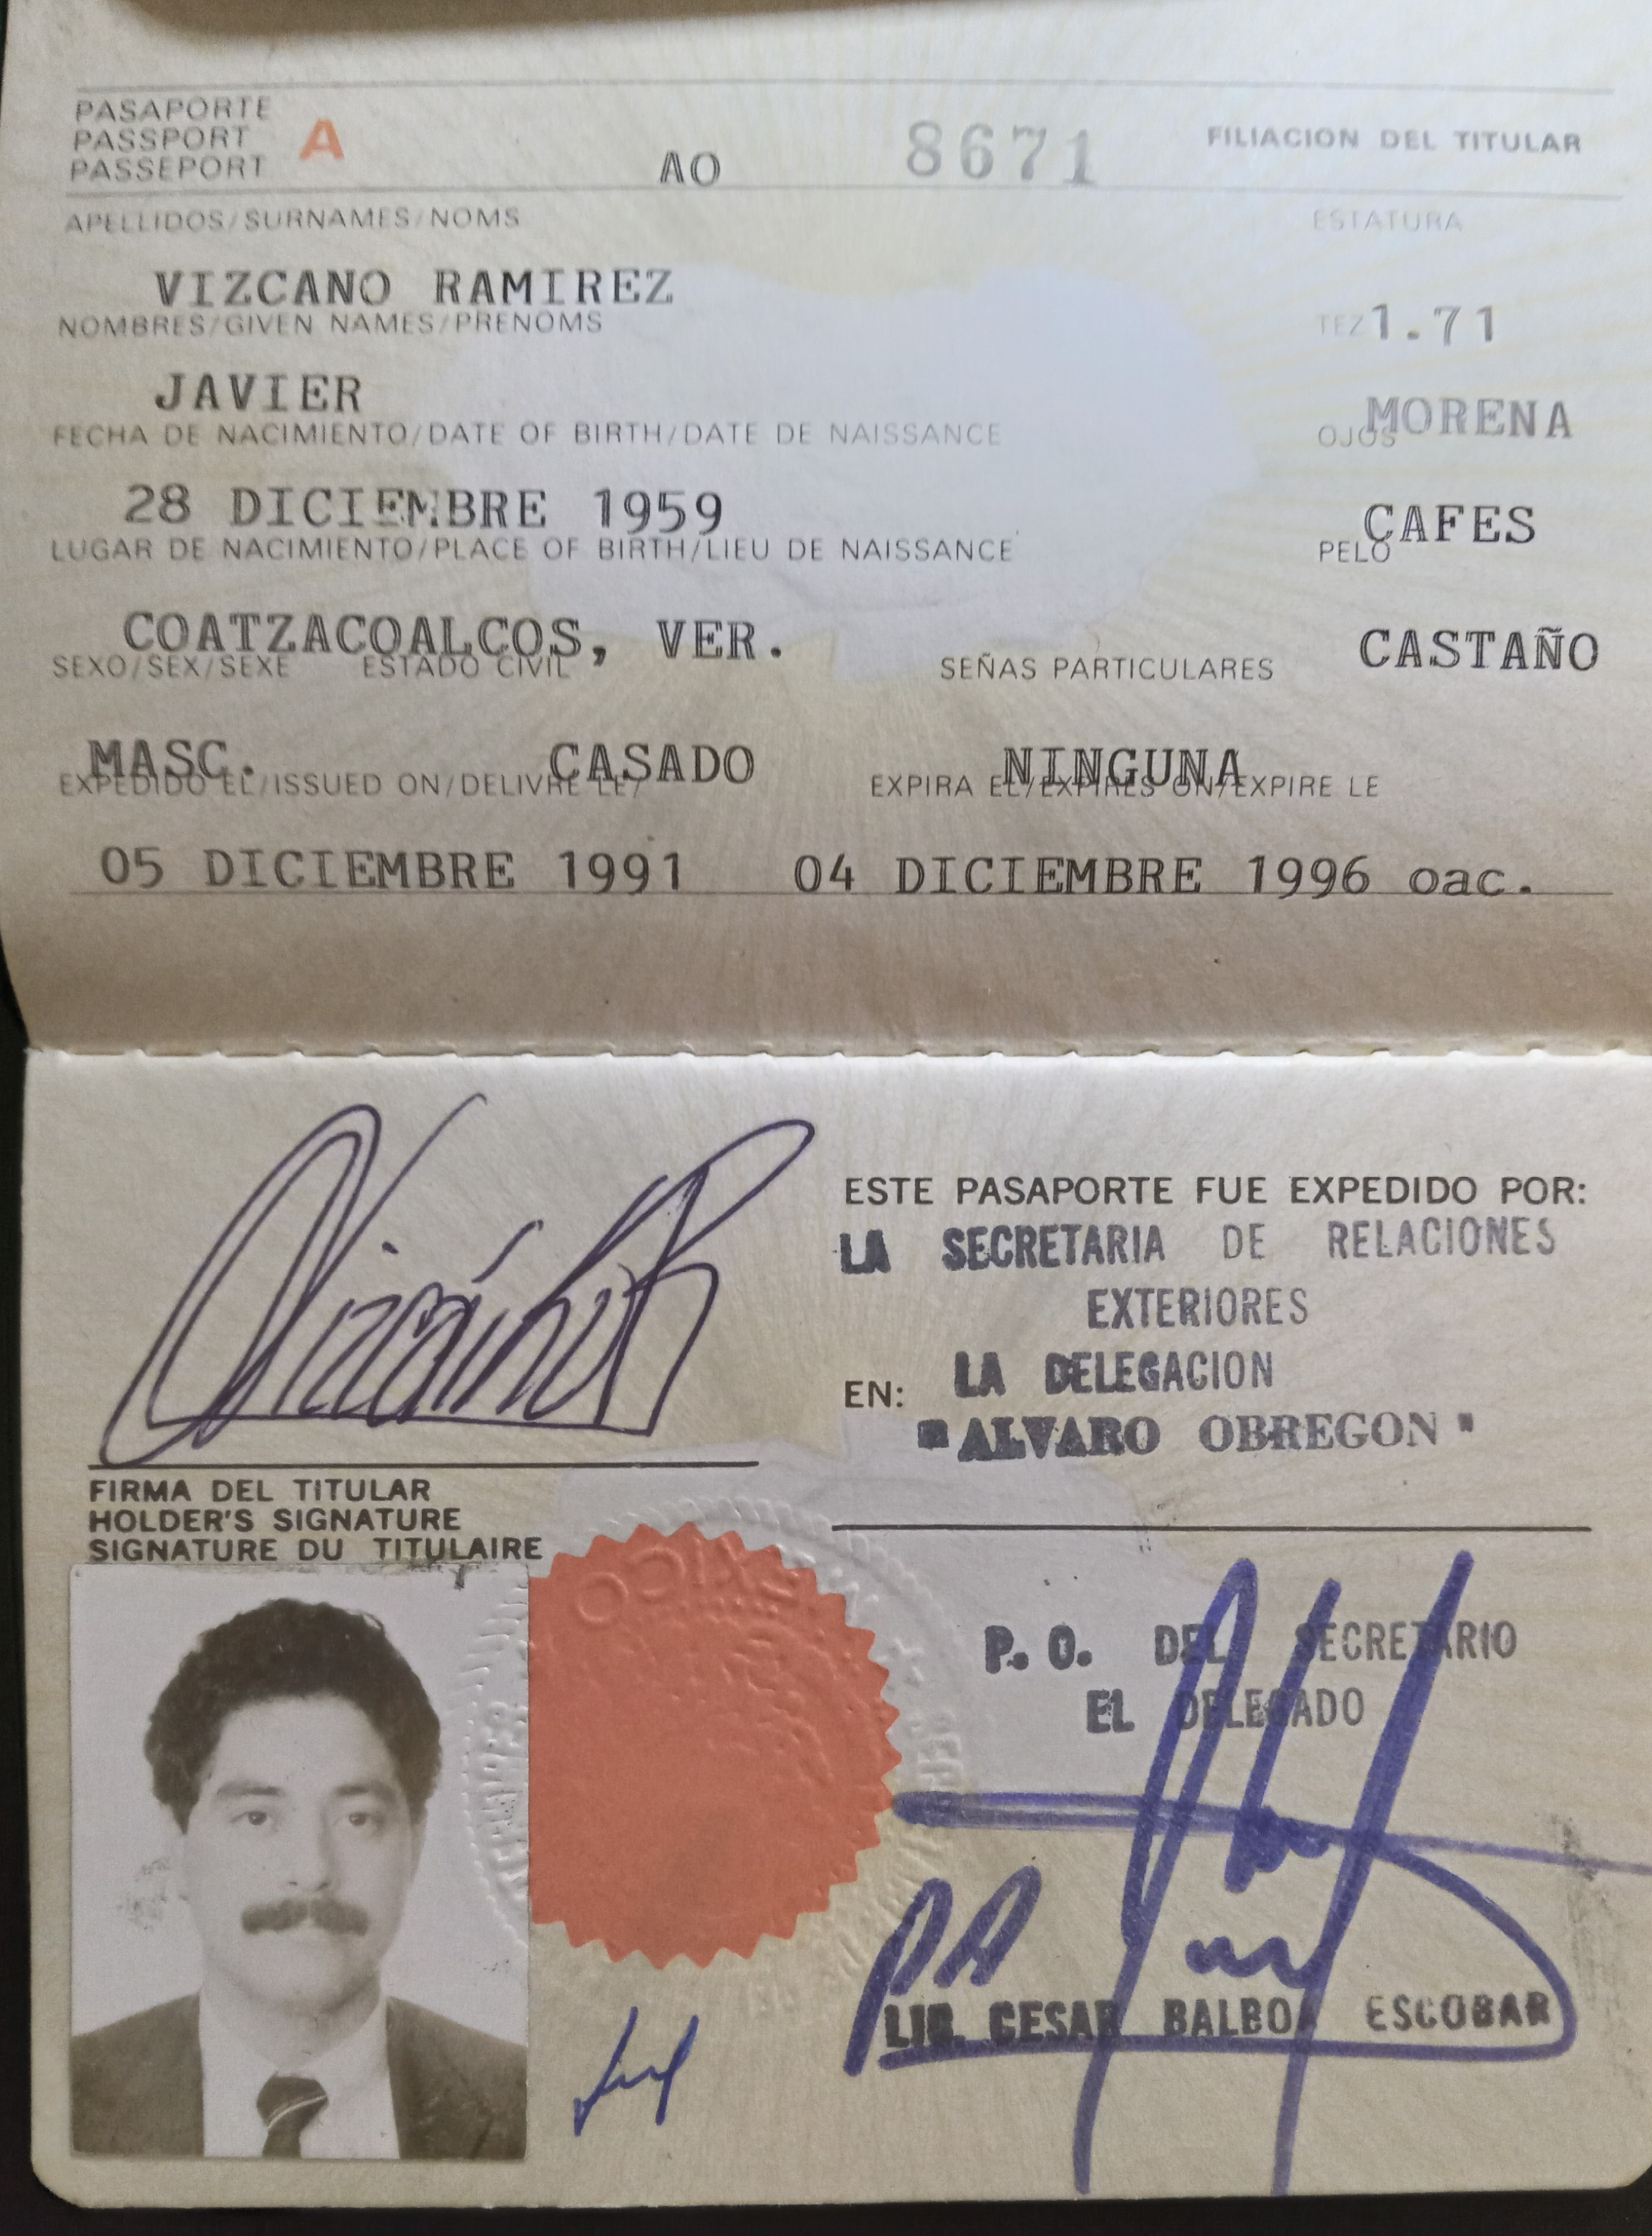 PASAPORTE
PASSPORT
PASSEPORT
A
AO
8671
FILIACION DEL TITULAR
APELLIDOS/SURNAMES/NOMS
ESTATURA
VIZCANO RAMIREZ
1.71
NOMBRES/GIVEN NAMES/PRENOMS
TEZ
JAVIER
MORENA
FECHA DE NACIMIENTO/DATE OF BIRTH/DATE DE NAISSANCE
OJOS
28 DICIEMBRE 1959
CAFES
LUGAR DE NACIMIENTO/PLACE OF BIRTH/LIEU DE NAISSANCE
PELO
COATZACOALCOS, VER.
CASTAÑO
SEXO/SEX/SEXE
ESTADO CIVIL
SEÑAS PARTICULARES
MASC.
CASADO
NINGUNA
EXPEDIDO EL/ISSUED ON/DELIVRE LE/
EXPIRA EL/EXPIRES ON/EXPIRE LE
05 DICIEMBRE 1991
04 DICIEMBRE 1996 oac.
ESTE PASAPORTE FUE EXPEDIDO POR:
LA SECRETARIA DE RELACIONES
EXTERIORES
EN: LA DELEGACION
"ALVARO OBREGON"
FIRMA DEL TITULAR
HOLDER'S SIGNATURE
SIGNATURE DU TITULAIRE
P. O. DEL SECRETARIO
EL DELEGADO
PA
LIC. CESAR BALBOA ESCOBAR